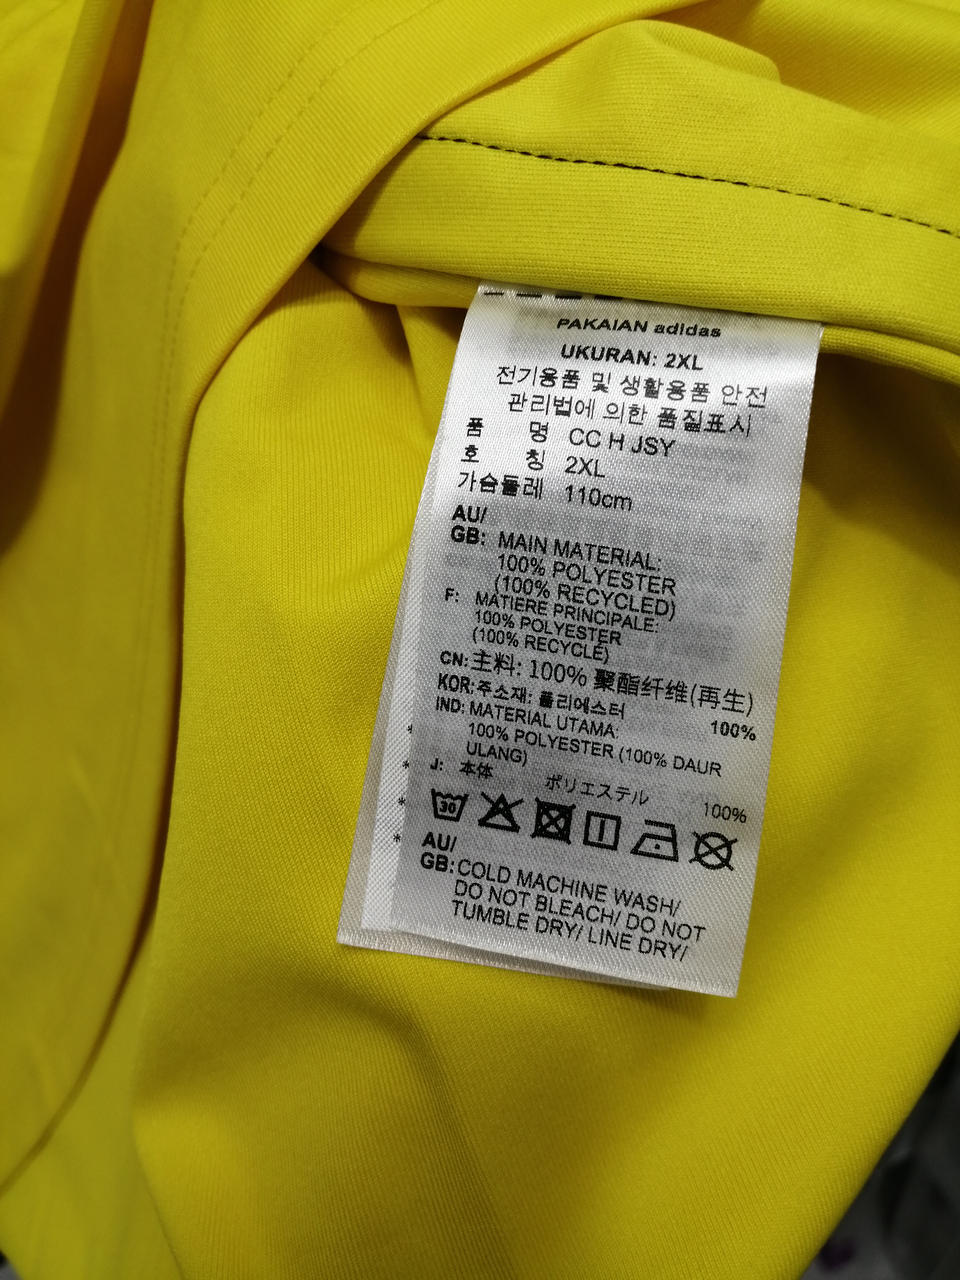 PAKAIAN adidas
UKURAN: 2XL
전기용품 및 생활용품 안전
관리법에 의한 품질표시
품 명 CC H JSY
호 칭 2XL
가슴둘레 110cm
AU/
GB: MAIN MATERIAL:
100% POLYESTER
(100% RECYCLED)
F: MATIERE PRINCIPALE:
100% POLYESTER
(100% RECYCLÉ)
CN: 主料: 100% 聚酯纤维(再生)
KOR: 주소재: 폴리에스터 100%
IND: MATERIAL UTAMA:
100% POLYESTER (100% DAUR
ULANG)
J: 本体
ポリエステル 100%
30
AU/
GB: COLD MACHINE WASH/
DO NOT BLEACH/ DO NOT
TUMBLE DRY/ LINE DRY/